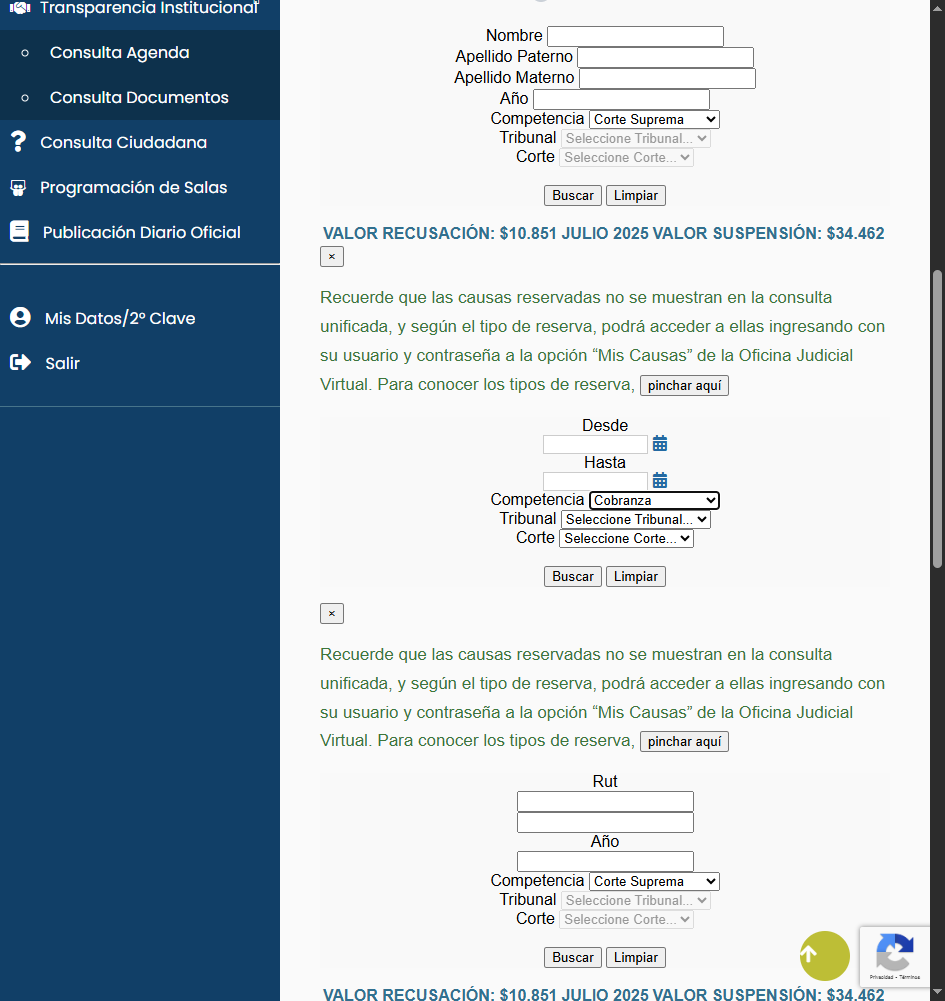 Transparencia Institucional
Consulta Agenda
Consulta Documentos
Consulta Ciudadana
Programación de Salas
Publicación Diario Oficial
Mis Datos/2º Clave
Salir
Nombre
Apellido Paterno
Apellido Materno
Año
Competencia Corte Suprema
Tribunal Seleccione Tribunal...
Corte Seleccione Corte...
Buscar Limpiar
VALOR RECUSACIÓN: $10.851 JULIO 2025 VALOR SUSPENSIÓN: $34.462
×
Recuerde que las causas reservadas no se muestran en la consulta
unificada, y según el tipo de reserva, podrá acceder a ellas ingresando con
su usuario y contraseña a la opción “Mis Causas” de la Oficina Judicial
Virtual. Para conocer los tipos de reserva, pinchar aquí
Desde
Hasta
Competencia Cobranza
Tribunal Seleccione Tribunal...
Corte Seleccione Corte...
Buscar Limpiar
×
Recuerde que las causas reservadas no se muestran en la consulta
unificada, y según el tipo de reserva, podrá acceder a ellas ingresando con
su usuario y contraseña a la opción “Mis Causas” de la Oficina Judicial
Virtual. Para conocer los tipos de reserva, pinchar aquí
Rut
Año
Competencia Corte Suprema
Tribunal Seleccione Tribunal...
Corte Seleccione Corte...
Buscar Limpiar
Privacidad - Términos
VALOR RECUSACIÓN: $10.851 JULIO 2025 VALOR SUSPENSIÓN: $34.462